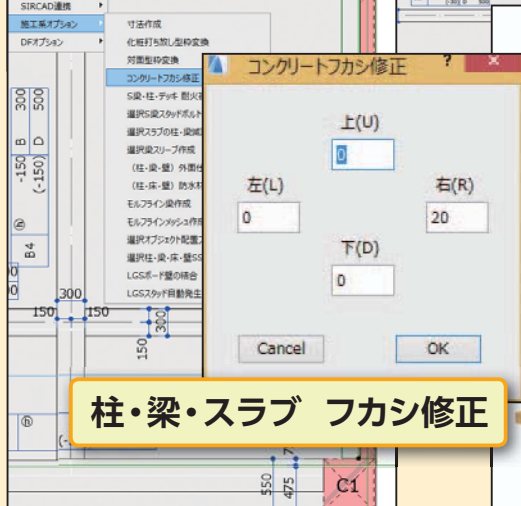 SIRCAD連携
施工系オプション
DFオプション
寸法作成
化粧打ち放し型枠変換
対面型枠変換
コンクリートフカシ修正
S梁・柱・デッキ 耐火
選択S梁スタッドボルト
選択スラブの柱・梁
選択梁スリーブ作成
（柱・梁・壁）外面
（柱・床・壁）防水
モルフライン梁作成
モルフラインメッシュ作
選択オブジェクト配置
選択柱・梁・床・壁SS
LGSボード壁の結合
LGSスタッド自動発生
コンクリートフカシ修正
?
上(U)
0
左(L)
0
右(R)
20
下(D)
0
Cancel
OK
300
500
B
D
-150
(-150)
B4
300
150
150
300
150
柱・梁・スラブ フカシ修正
550
475
C1